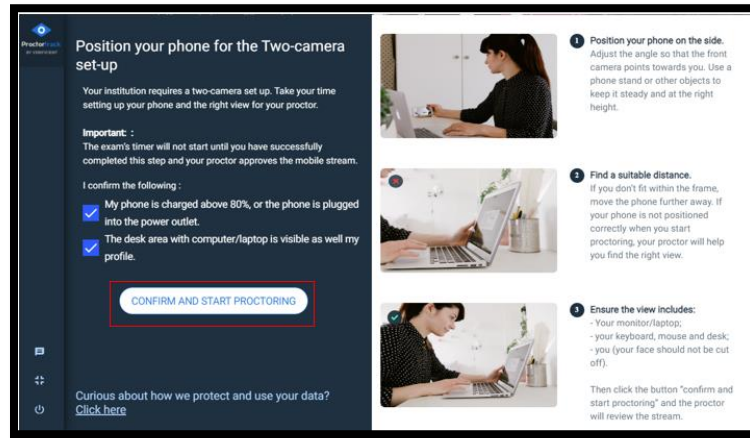 ProctorTrack
Position your phone for the Two-camera
set-up
Your institution requires a two-camera set up. Take your time
setting up your phone and the right view for your proctor.
Important: :
The exam's timer will not start until you have successfully
completed this step and your proctor approves the mobile stream.
I confirm the following :
My phone is charged above 80%, or the phone is plugged
into the power outlet.
The desk area with computer/laptop is visible as well my
profile.
CONFIRM AND START PROCTORING
Curious about how we protect and use your data?
Click here
1 Position your phone on the side.
Adjust the angle so that the front
camera points towards you. Use a
phone stand or other objects to
keep it steady and at the right
height.
2 Find a suitable distance.
If you don't fit within the frame,
move the phone further away. If
your phone is not positioned
correctly when you start
proctoring, your proctor will help
you find the right view.
3 Ensure the view includes:
- Your monitor/laptop;
- your keyboard, mouse and desk;
- you (your face should not be cut
off).
Then click the button "confirm and
start proctoring" and the proctor
will review the stream.